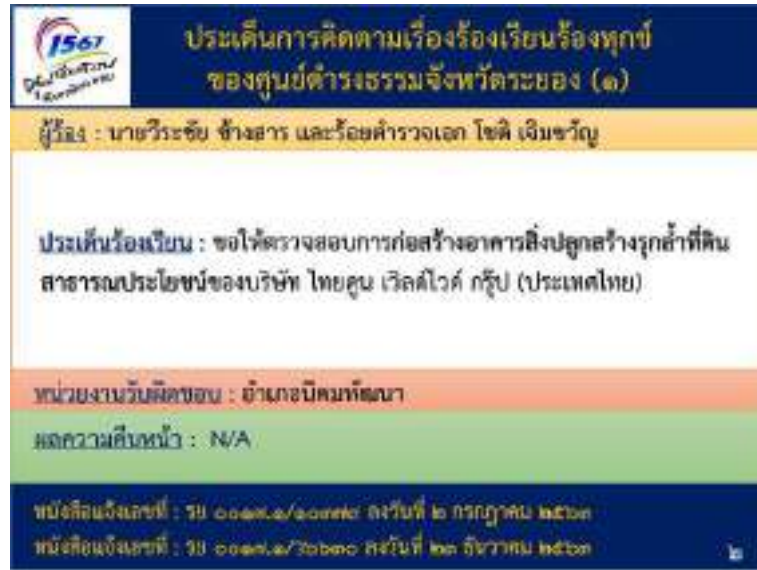 1567
ประเด็นการติดตามเรื่องร้องเรียนร้องทุกข์
ของศูนย์ดำรงธรรมจังหวัดระยอง (๑)
ผู้ร้อง : นายวีระชัย ช้างสาร และร้อยตำรวจเอก โชติ เจิมขวัญ
ประเด็นร้องเรียน : ขอให้ตรวจสอบการก่อสร้างอาคารสิ่งปลูกสร้างรุกล้ำที่ดิน
สาธารณประโยชน์ของบริษัท ไทยคูน เวิลด์ไวด์ กรุ๊ป (ประเทศไทย)
หน่วยงานรับผิดชอบ : อำเภอนิคมพัฒนา
ผลความคืบหน้า : N/A
หนังสือแจ้งเลขที่ : รย ลงวันที่ ๒ กรกฎาคม ๒๕๖๓
หนังสือแจ้งเลขที่ : รย ลงวันที่ ๒๓ ธันวาคม ๒๕๖๓
๒